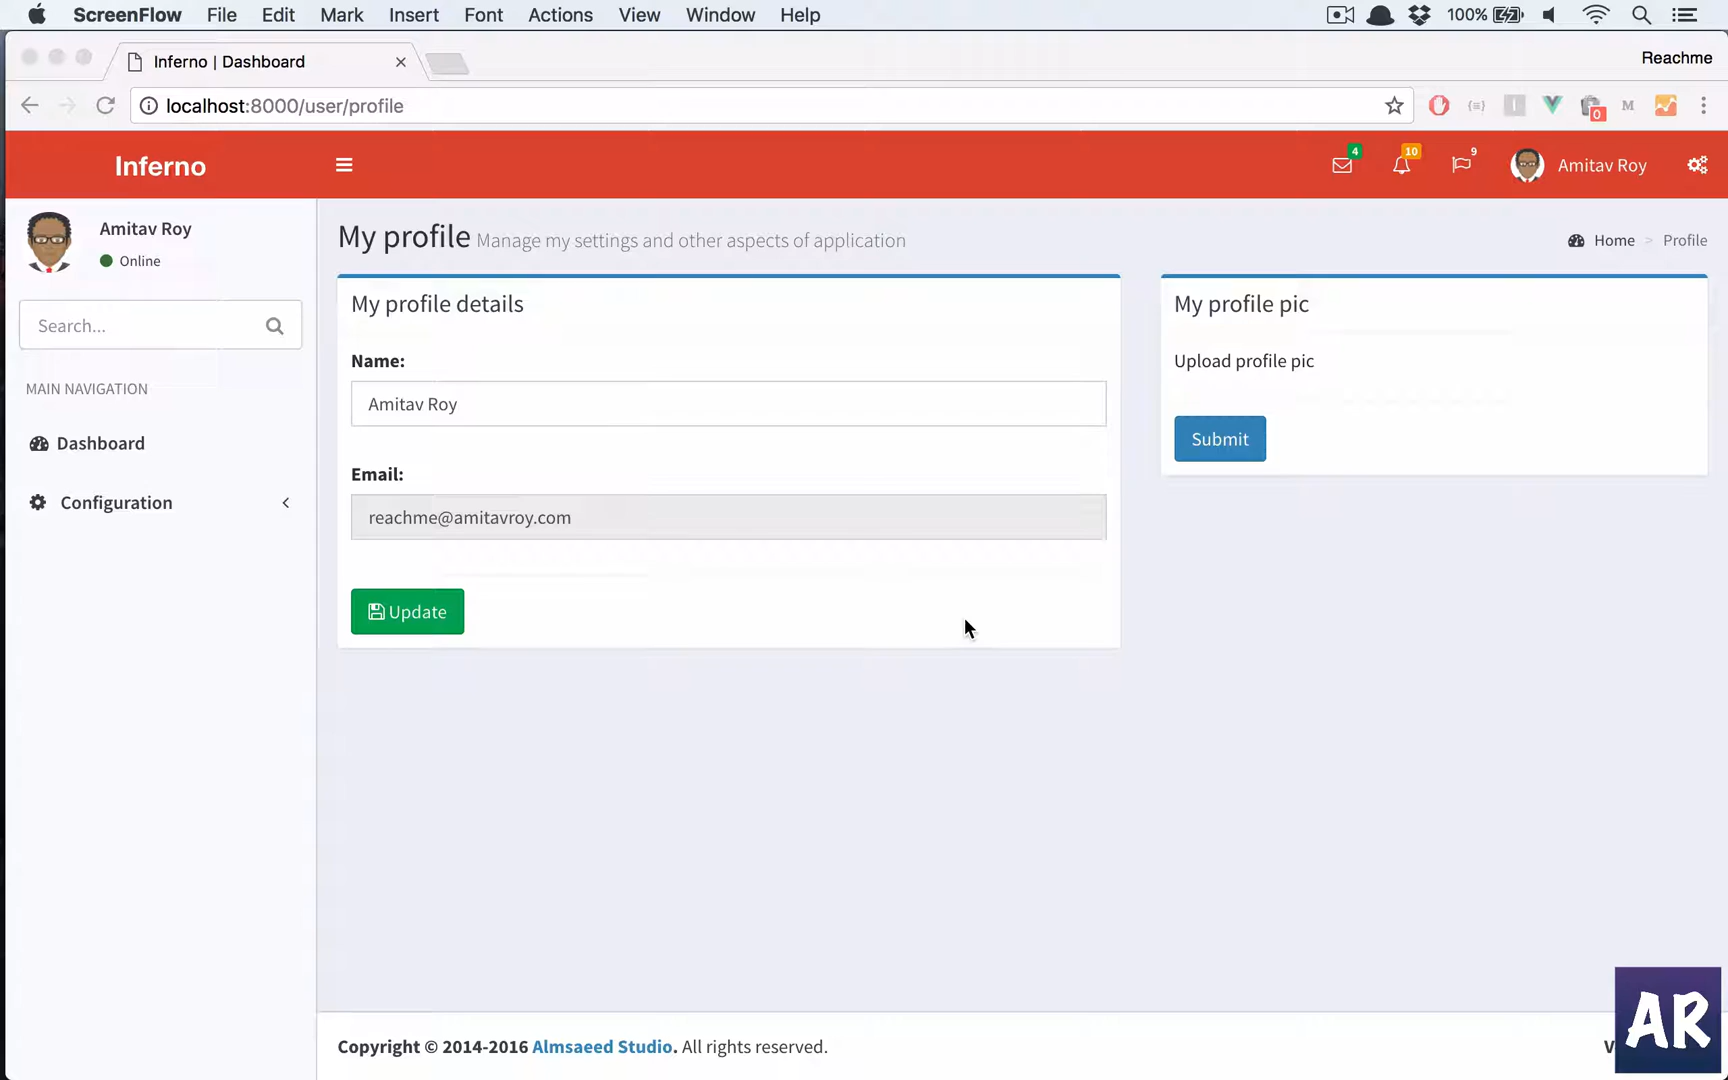 ScreenFlow File Edit Mark Insert Font Actions View Window Help 100%
Inferno | Dashboard
Reachme
localhost:8000/user/profile
0
M
Inferno
4
10
9
Amitav Roy
Amitav Roy
Online
Search...
MAIN NAVIGATION
Dashboard
Configuration
My profile Manage my settings and other aspects of application
Home > Profile
My profile details
Name:
Amitav Roy
Email:
reachme@amitavroy.com
Update
My profile pic
Upload profile pic
Submit
Copyright © 2014-2016 Almsaeed Studio. All rights reserved.
AR